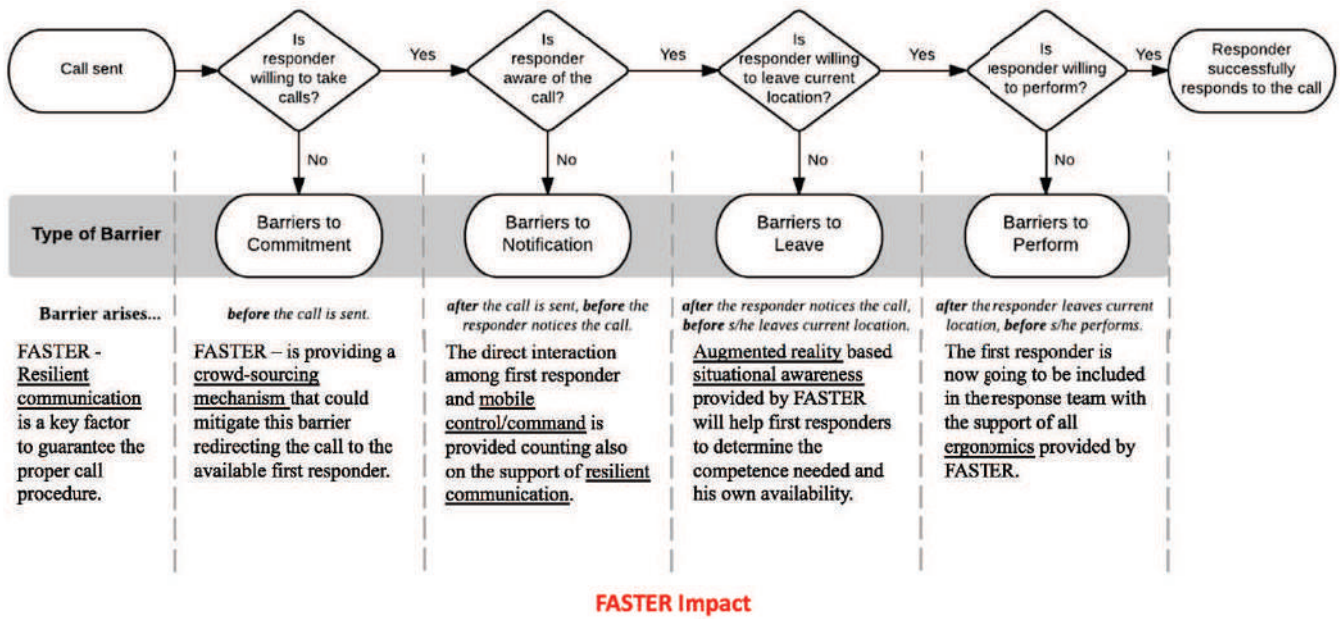 Call sent
Is
responder
willing to take
calls?
Yes
Is
responder
aware of the
call?
Yes
Is
responder willing
to leave current
location?
Yes
Is
responder willing
to perform?
Yes
Responder
successfully
responds to the call
No
No
No
No
Type of Barrier
Barriers to
Commitment
Barriers to
Notification
Barriers to
Leave
Barriers to
Perform
Barrier arises...
before the call is sent.
after the call is sent, before the
responder notices the call.
after the responder notices the call,
before s/he leaves current location.
after the responder leaves current
location, before s/he performs.
FASTER -
Resilient
communication
is a key factor
to guarantee the
proper call
procedure.
FASTER – is providing a
crowd-sourcing
mechanism that could
mitigate this barrier
redirecting the call to the
available first responder.
The direct interaction
among first responder
and mobile
control/command is
provided counting also
on the support of resilient
communication.
Augmented reality based
situational awareness
provided by FASTER
will help first responders
to determine the
competence needed and
his own availability.
The first responder is
now going to be included
in the response team with
the support of all
ergonomics provided by
FASTER.
FASTER Impact